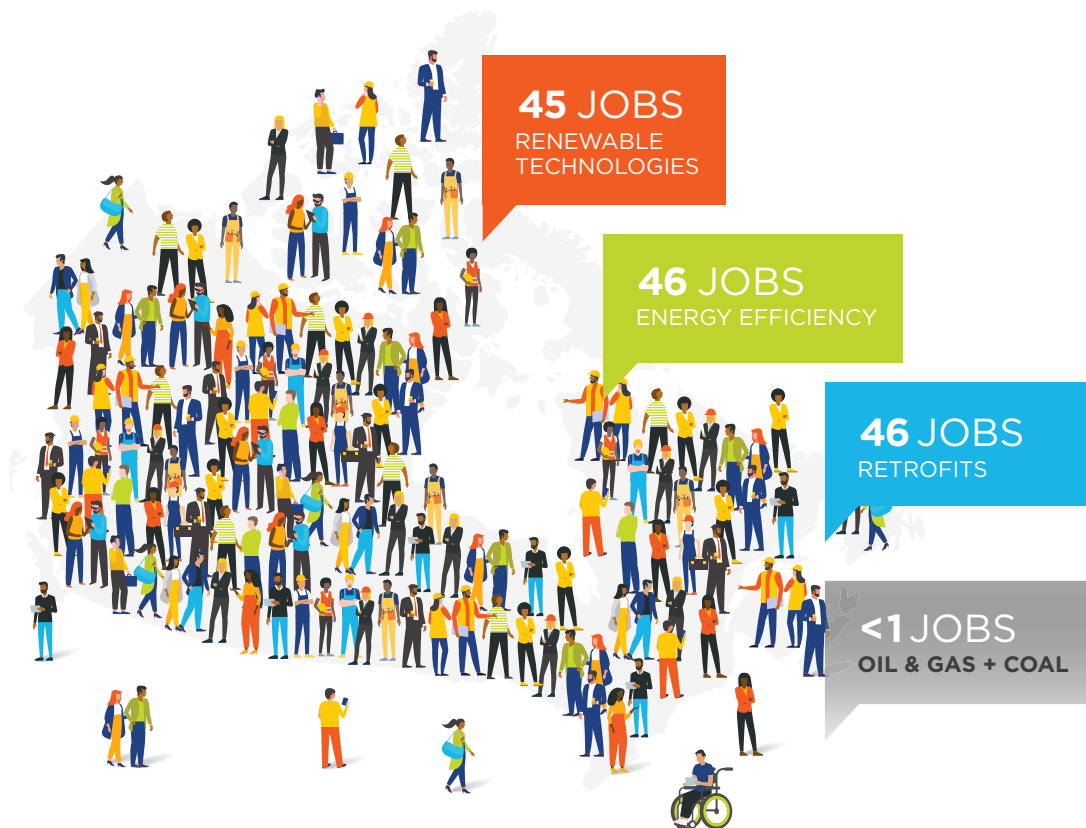 45 JOBS
RENEWABLE
TECHNOLOGIES
46 JOBS
ENERGY EFFICIENCY
46 JOBS
RETROFITS
<1 JOBS
OIL & GAS + COAL